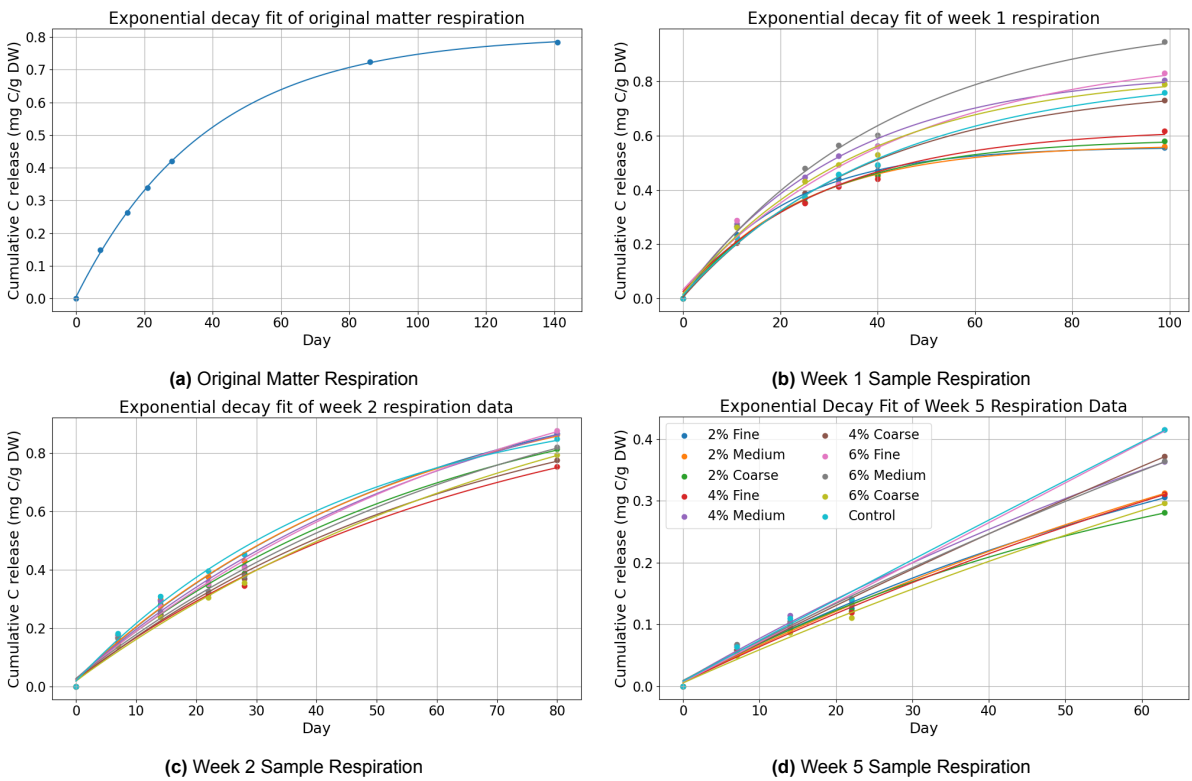 Exponential decay fit of original matter respiration
Cumulative C release (mg C/g DW)
0.8
0.7
0.6
0.5
0.4
0.3
0.2
0.1
0.0
0 20 40 60 80 100 120 140
Day
(a) Original Matter Respiration
Exponential decay fit of week 1 respiration
Cumulative C release (mg C/g DW)
0.8
0.6
0.4
0.2
0.0
0 20 40 60 80 100
Day
(b) Week 1 Sample Respiration
Exponential decay fit of week 2 respiration data
Cumulative C release (mg C/g DW)
0.8
0.6
0.4
0.2
0.0
0 10 20 30 40 50 60 70 80
Day
(c) Week 2 Sample Respiration
Exponential Decay Fit of Week 5 Respiration Data
Cumulative C release (mg C/g DW)
0.4
0.3
0.2
0.1
0.0
2% Fine
2% Medium
2% Coarse
4% Fine
4% Medium
4% Coarse
6% Fine
6% Medium
6% Coarse
Control
0 10 20 30 40 50 60
Day
(d) Week 5 Sample Respiration